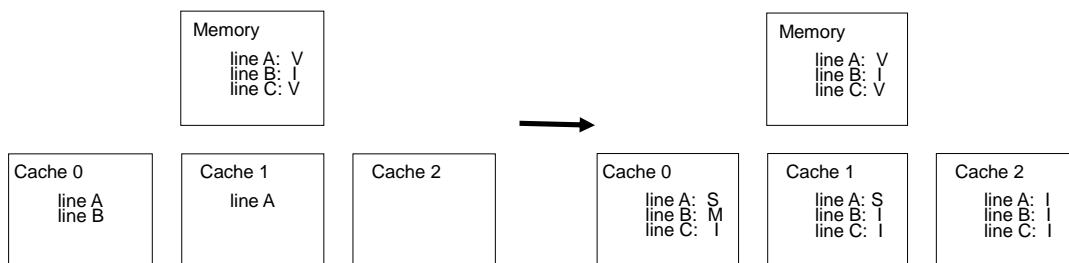 Memory
line A: V
line B: I
line C: V
Cache 0
line A
line B
Cache 1
line A
Cache 2
Memory
line A: V
line B: I
line C: V
Cache 0
line A: S
line B: M
line C: I
Cache 1
line A: S
line B: I
line C: I
Cache 2
line A: I
line B: I
line C: I